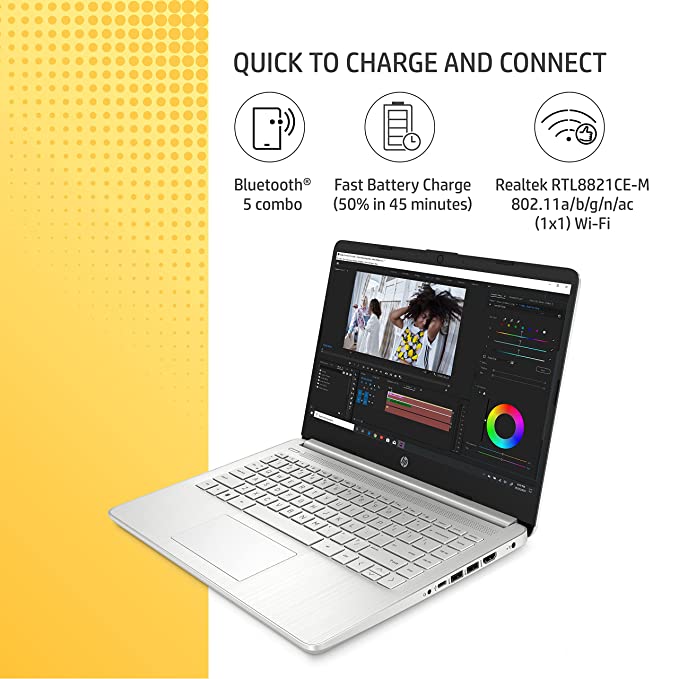 QUICK TO CHARGE AND CONNECT
Bluetooth®
5 combo
Fast Battery Charge
(50% in 45 minutes)
Realtek RTL8821CE-M
802.11a/b/g/n/ac
(1x1) Wi-Fi
hp